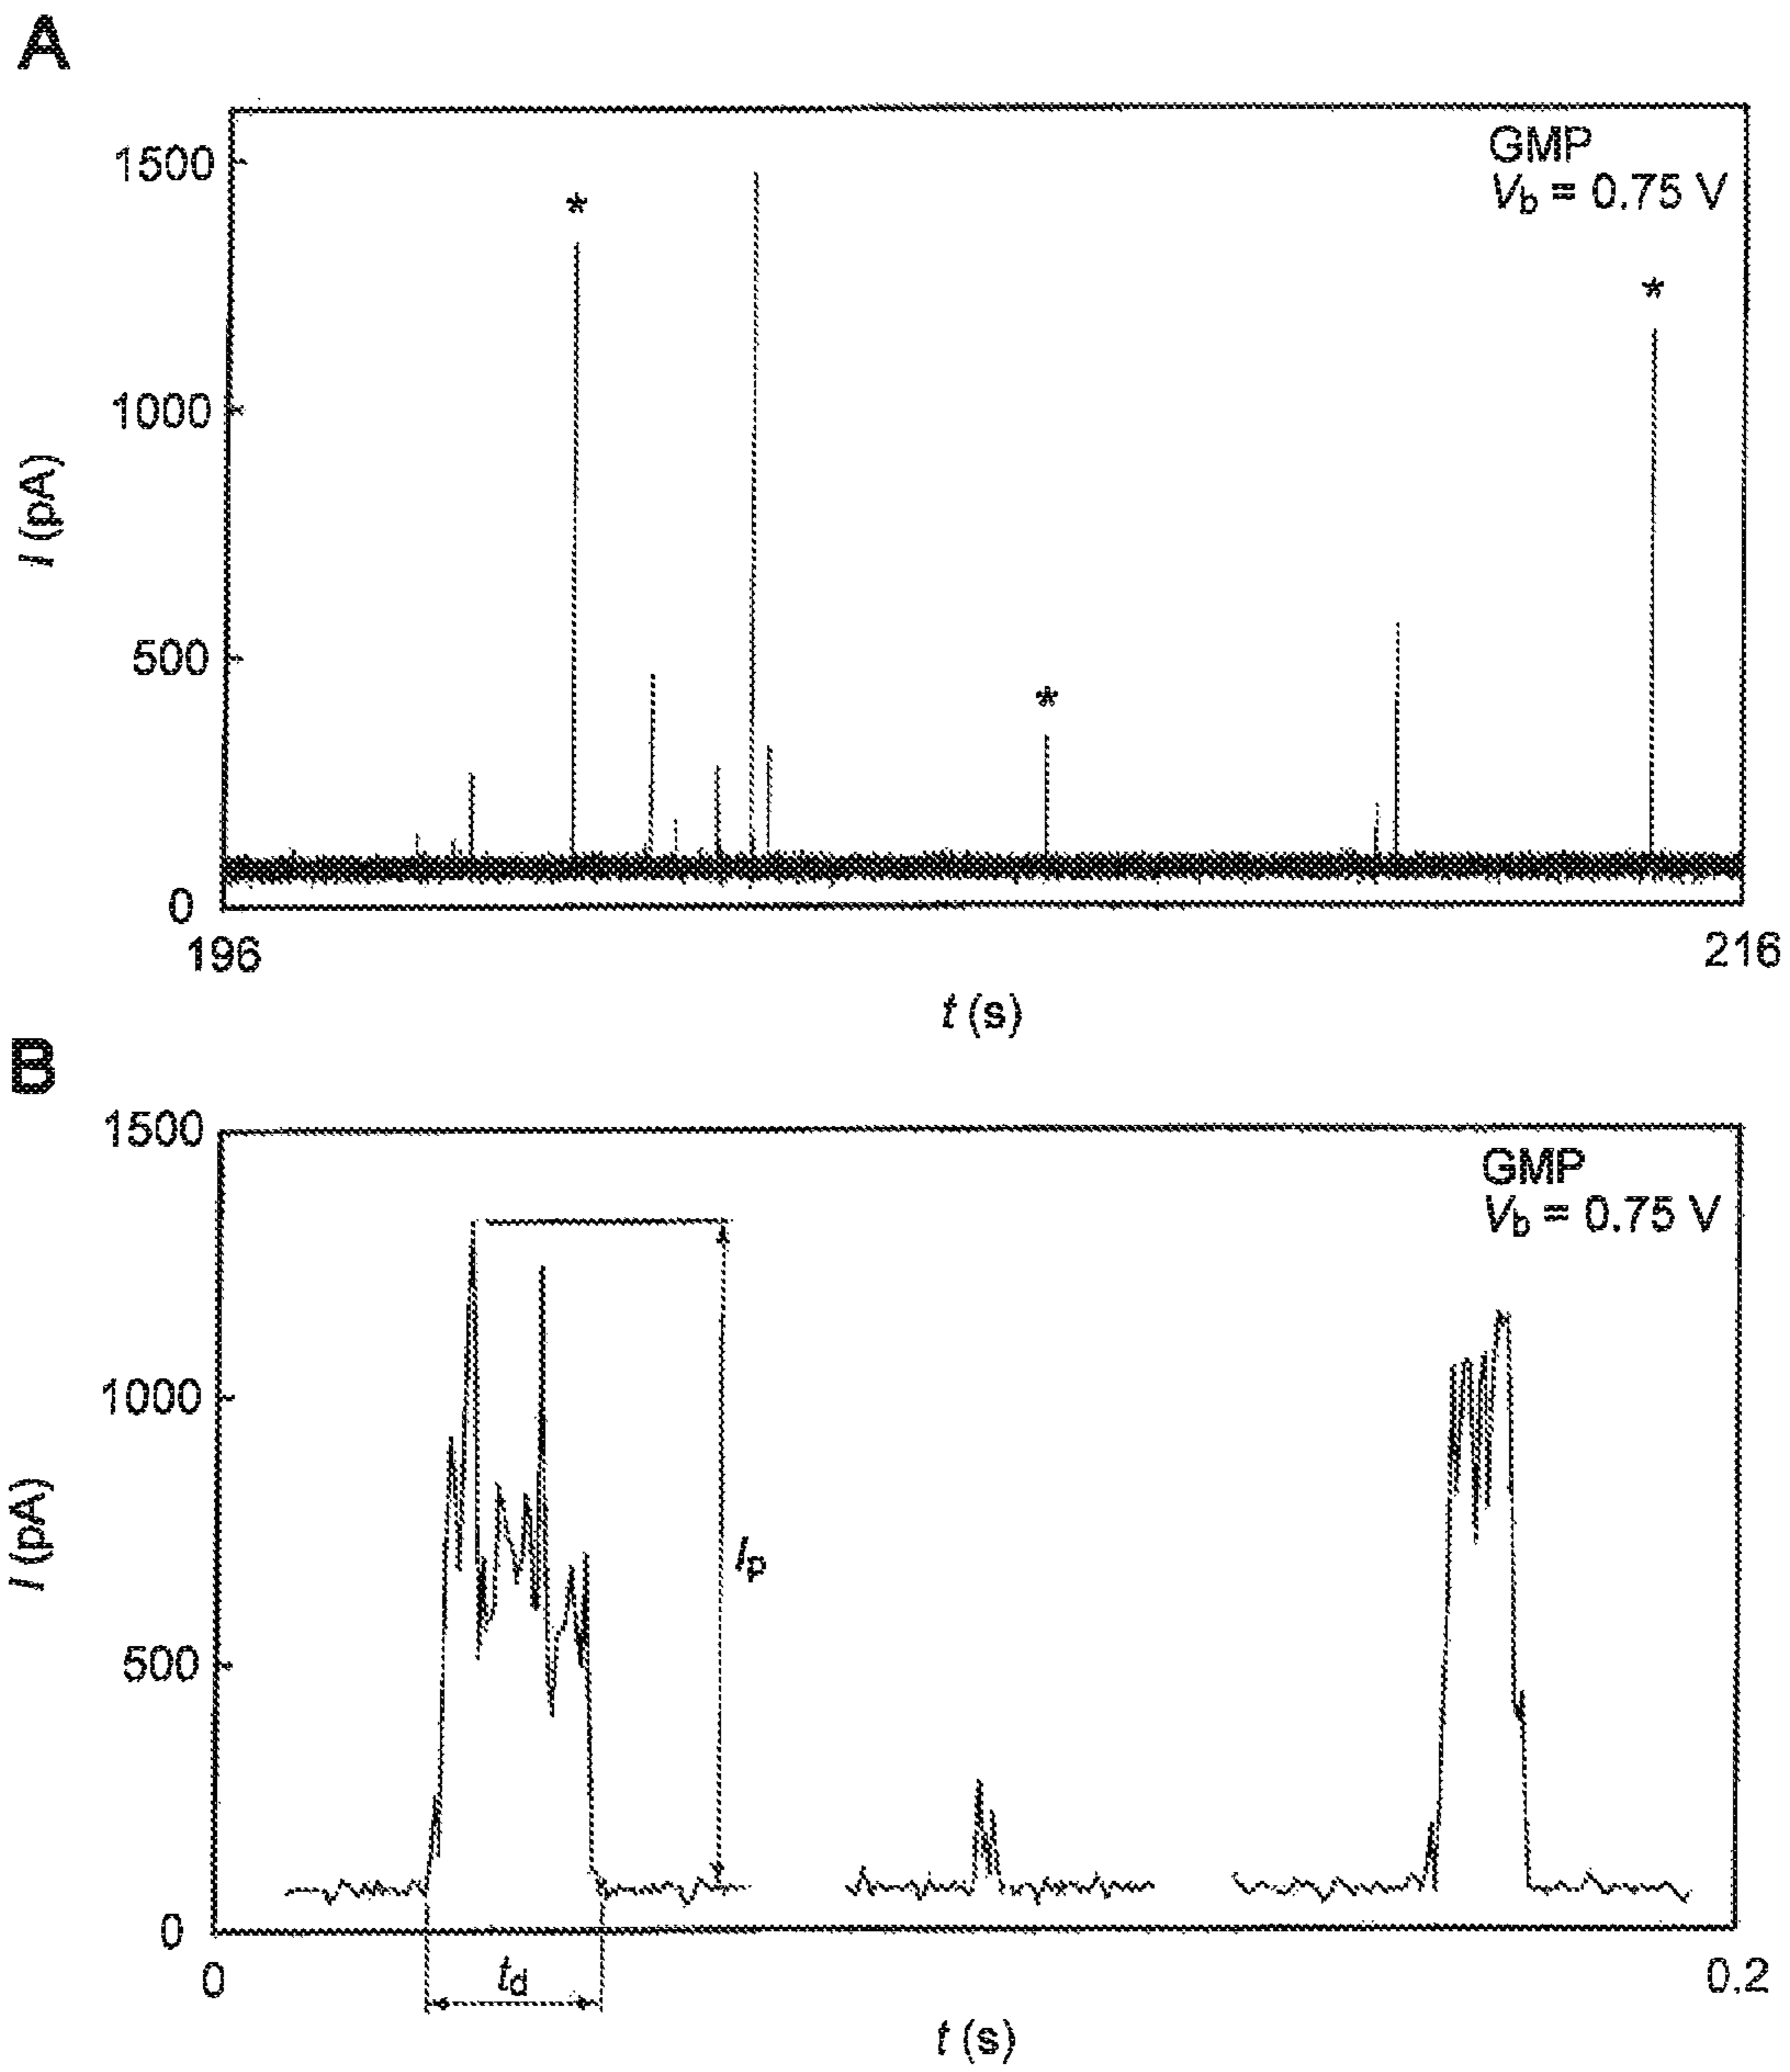 A
1500
GMP
Vb = 0.75 V
*
*
1000
I (pA)
500
*
0
196
216
t (s)
B
1500
GMP
Vb = 0.75 V
1000
I (pA)
Ip
500
0
td
0
0.2
t (s)